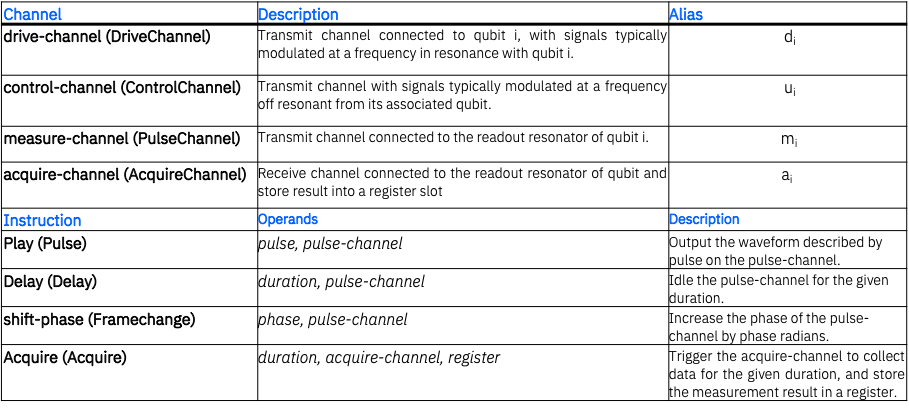 Channel Description Alias
drive-channel (DriveChannel) Transmit channel connected to qubit i, with signals typically d_i
modulated at a frequency in resonance with qubit i.
control-channel (ControlChannel) Transmit channel with signals typically modulated at a frequency u_i
off resonant from its associated qubit.
measure-channel (PulseChannel) Transmit channel connected to the readout resonator of qubit i. m_i
acquire-channel (AcquireChannel) Receive channel connected to the readout resonator of qubit and a_i
store result into a register slot
Instruction Operands Description
Play (Pulse) pulse, pulse-channel Output the waveform described by
pulse on the pulse-channel.
Delay (Delay) duration, pulse-channel Idle the pulse-channel for the given
duration.
shift-phase (Framechange) phase, pulse-channel Increase the phase of the pulse-
channel by phase radians.
Acquire (Acquire) duration, acquire-channel, register Trigger the acquire-channel to collect
data for the given duration, and store
the measurement result in a register.